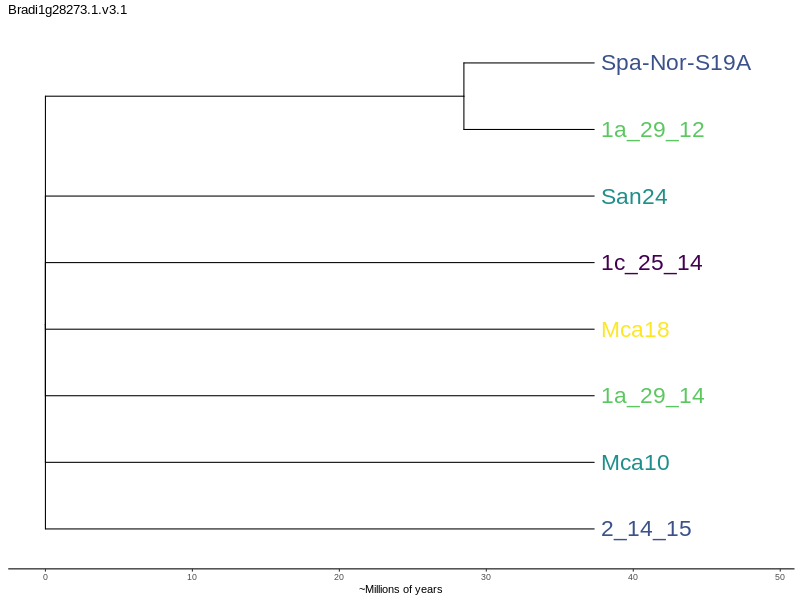 Bradi1g28273.1.v3.1
Spa-Nor-S19A
1a_29_12
San24
1c_25_14
Mca18
1a_29_14
Mca10
2_14_15
0 10 20 30 40 50
~Millions of years